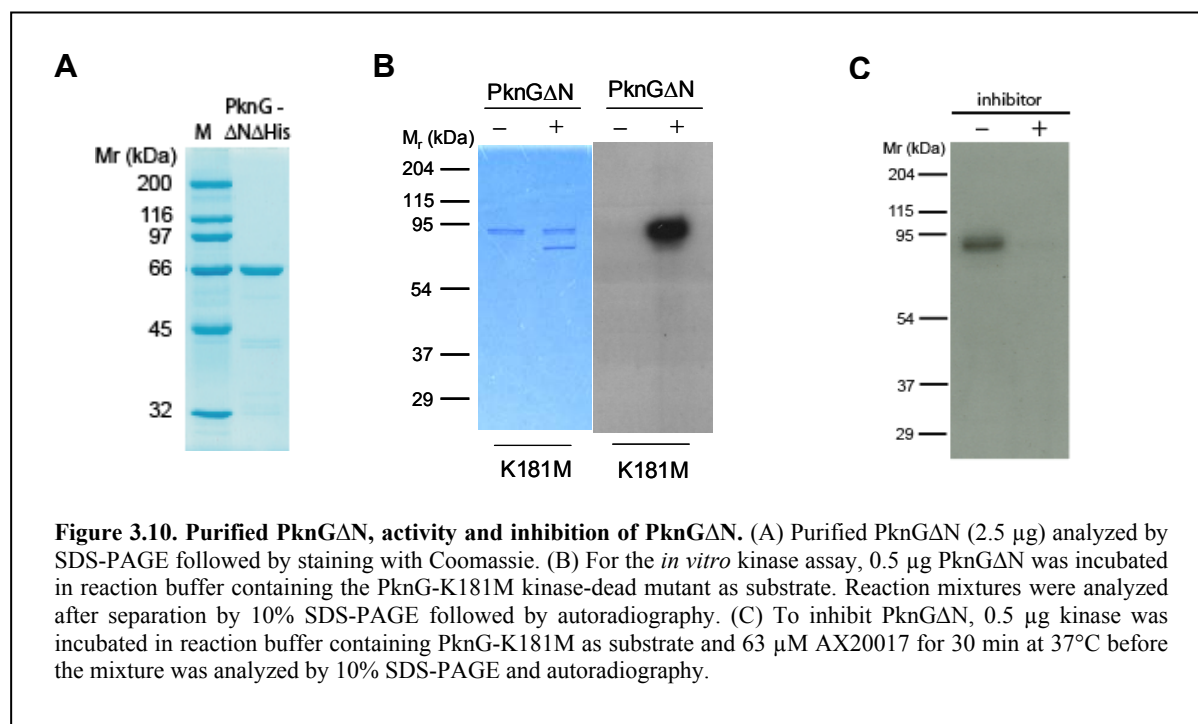 A
PknG -
M ΔNΔHis
Mr (kDa)
200
116
97
66
45
32
B
PknGΔN PknGΔN
– + – +
Mr (kDa)
204
115
95
54
37
29
K181M K181M
C
inhibitor
– +
Mr (kDa)
204
115
95
54
37
29
Figure 3.10. Purified PknGΔN, activity and inhibition of PknGΔN. (A) Purified PknGΔN (2.5 µg) analyzed by
SDS-PAGE followed by staining with Coomassie. (B) For the in vitro kinase assay, 0.5 µg PknGΔN was incubated
in reaction buffer containing the PknG-K181M kinase-dead mutant as substrate. Reaction mixtures were analyzed
after separation by 10% SDS-PAGE followed by autoradiography. (C) To inhibit PknGΔN, 0.5 µg kinase was
incubated in reaction buffer containing PknG-K181M as substrate and 63 µM AX20017 for 30 min at 37°C before
the mixture was analyzed by 10% SDS-PAGE and autoradiography.